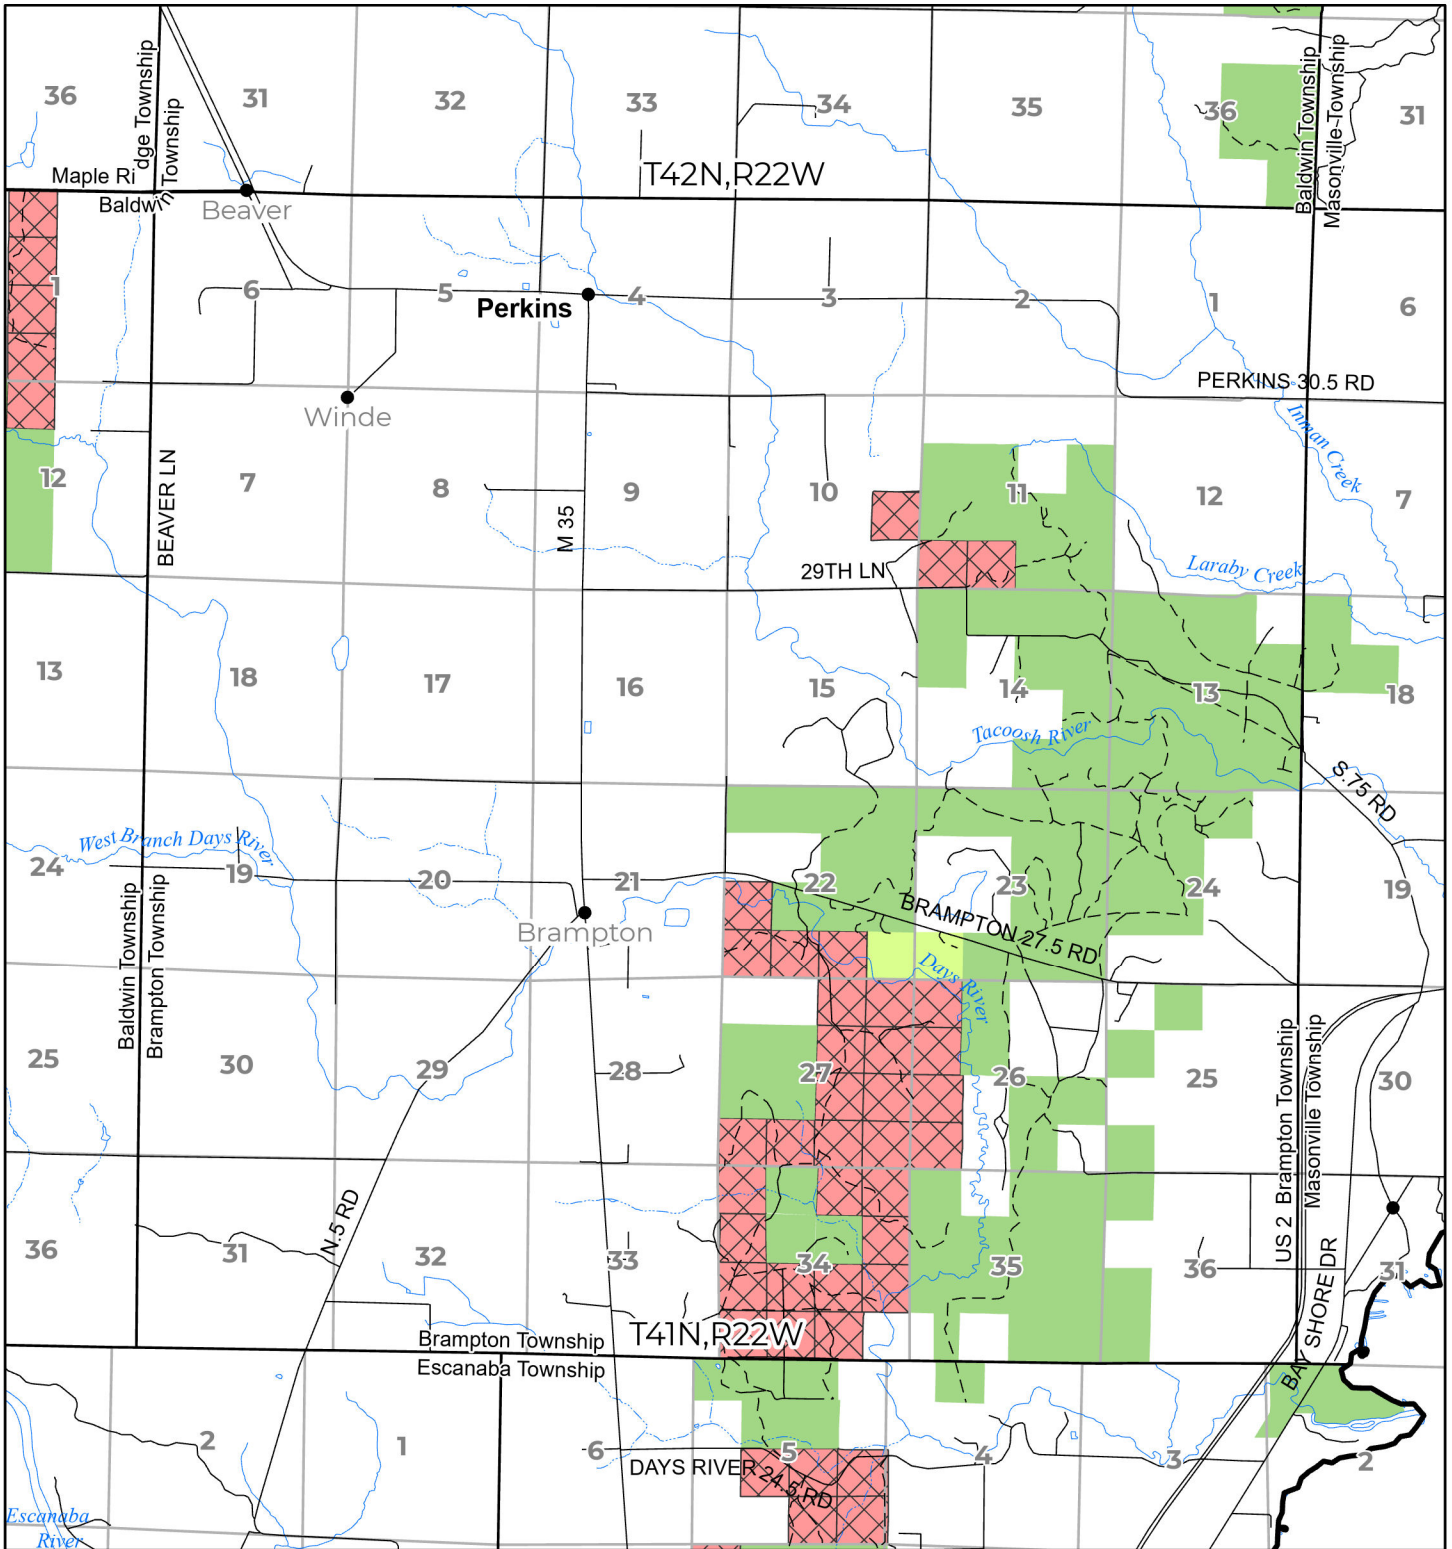 36
31
32
33
34
35
36
31
dge Township
n Township
Baldwin Township
Masonville Township
Maple Ri
Baldwi
Beaver
T42N,R22W
1
6
5
Perkins
4
3
2
1
6
PERKINS 30.5 RD
Winde
Inman Creek
12
BEAVER LN
7
8
M 35
9
10
11
12
7
29TH LN
Laraby Creek
13
18
17
16
15
14
13
18
Tacoosh River
S.75 RD
West Branch Days River
24
19
20
21
22
23
24
19
Brampton
BRAMPTON 27.5 RD
Days River
Baldwin Township
Brampton Township
25
30
29
28
27
26
25
30
US 2
Brampton Township
Masonville Township
36
31
N.5 RD
32
33
34
35
36
31
BAY SHORE DR
T41N,R22W
Brampton Township
Escanaba Township
2
1
6
5
4
3
2
DAYS RIVER 24.5 RD
Escanaba
River